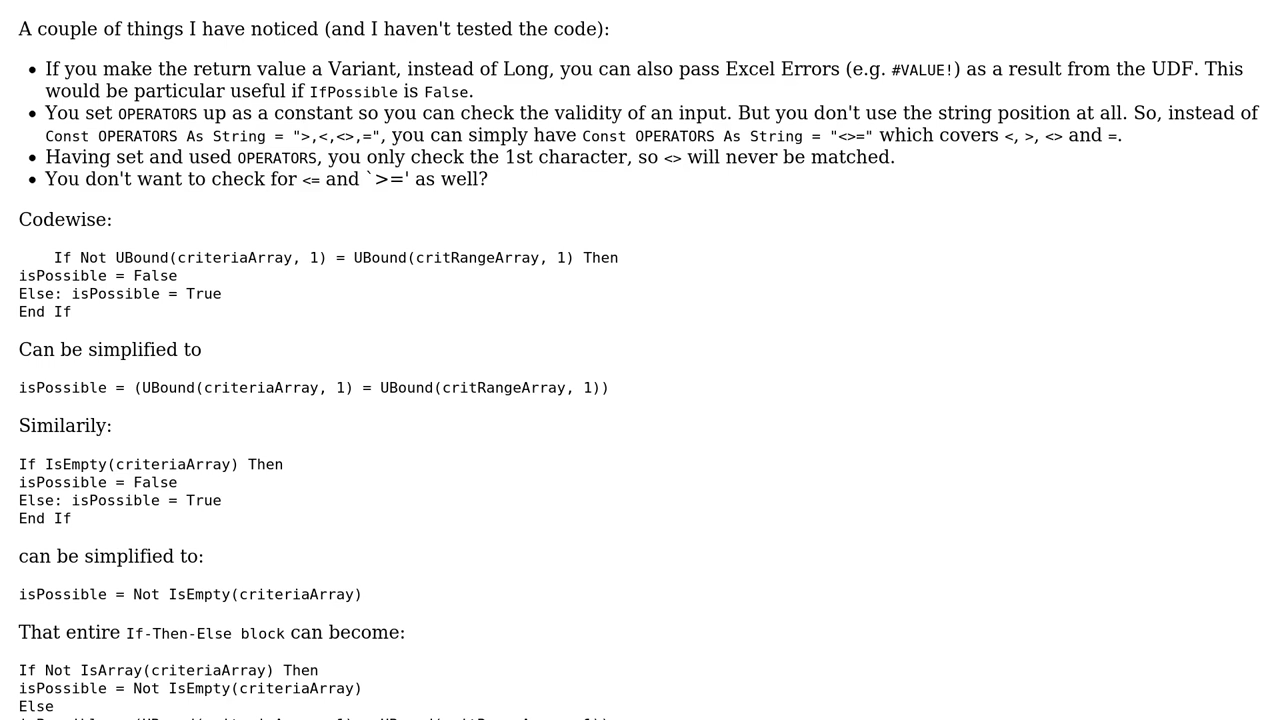 A couple of things I have noticed (and I haven't tested the code):
If you make the return value a Variant, instead of Long, you can also pass Excel Errors (e.g. #VALUE!) as a result from the UDF. This
would be particular useful if IfPossible is False.
You set OPERATORS up as a constant so you can check the validity of an input. But you don't use the string position at all. So, instead of
Const OPERATORS As String = ">,<,<>,=", you can simply have Const OPERATORS As String = "<>=" which covers <, >, <> and =.
Having set and used OPERATORS, you only check the 1st character, so <> will never be matched.
You don't want to check for <= and `>=' as well?
Codewise:
    If Not UBound(criteriaArray, 1) = UBound(critRangeArray, 1) Then
isPossible = False
Else: isPossible = True
End If
Can be simplified to
isPossible = (UBound(criteriaArray, 1) = UBound(critRangeArray, 1))
Similarily:
If IsEmpty(criteriaArray) Then
isPossible = False
Else: isPossible = True
End If
can be simplified to:
isPossible = Not IsEmpty(criteriaArray)
That entire If-Then-Else block can become:
If Not IsArray(criteriaArray) Then
isPossible = Not IsEmpty(criteriaArray)
Else